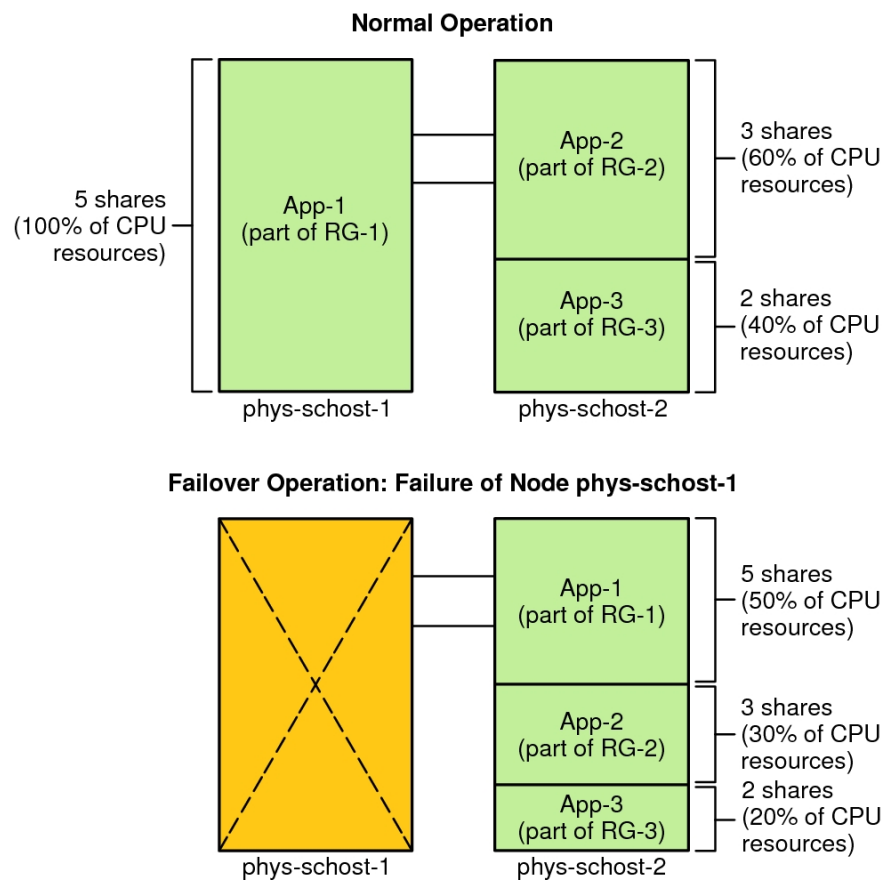 Normal Operation
5 shares
(100% of CPU
resources)
App-1
(part of RG-1)
phys-schost-1
App-2
(part of RG-2)
App-3
(part of RG-3)
phys-schost-2
3 shares
(60% of CPU
resources)
2 shares
(40% of CPU
resources)
Failover Operation: Failure of Node phys-schost-1
phys-schost-1
App-1
(part of RG-1)
App-2
(part of RG-2)
App-3
(part of RG-3)
phys-schost-2
5 shares
(50% of CPU
resources)
3 shares
(30% of CPU
resources)
2 shares
(20% of CPU
resources)